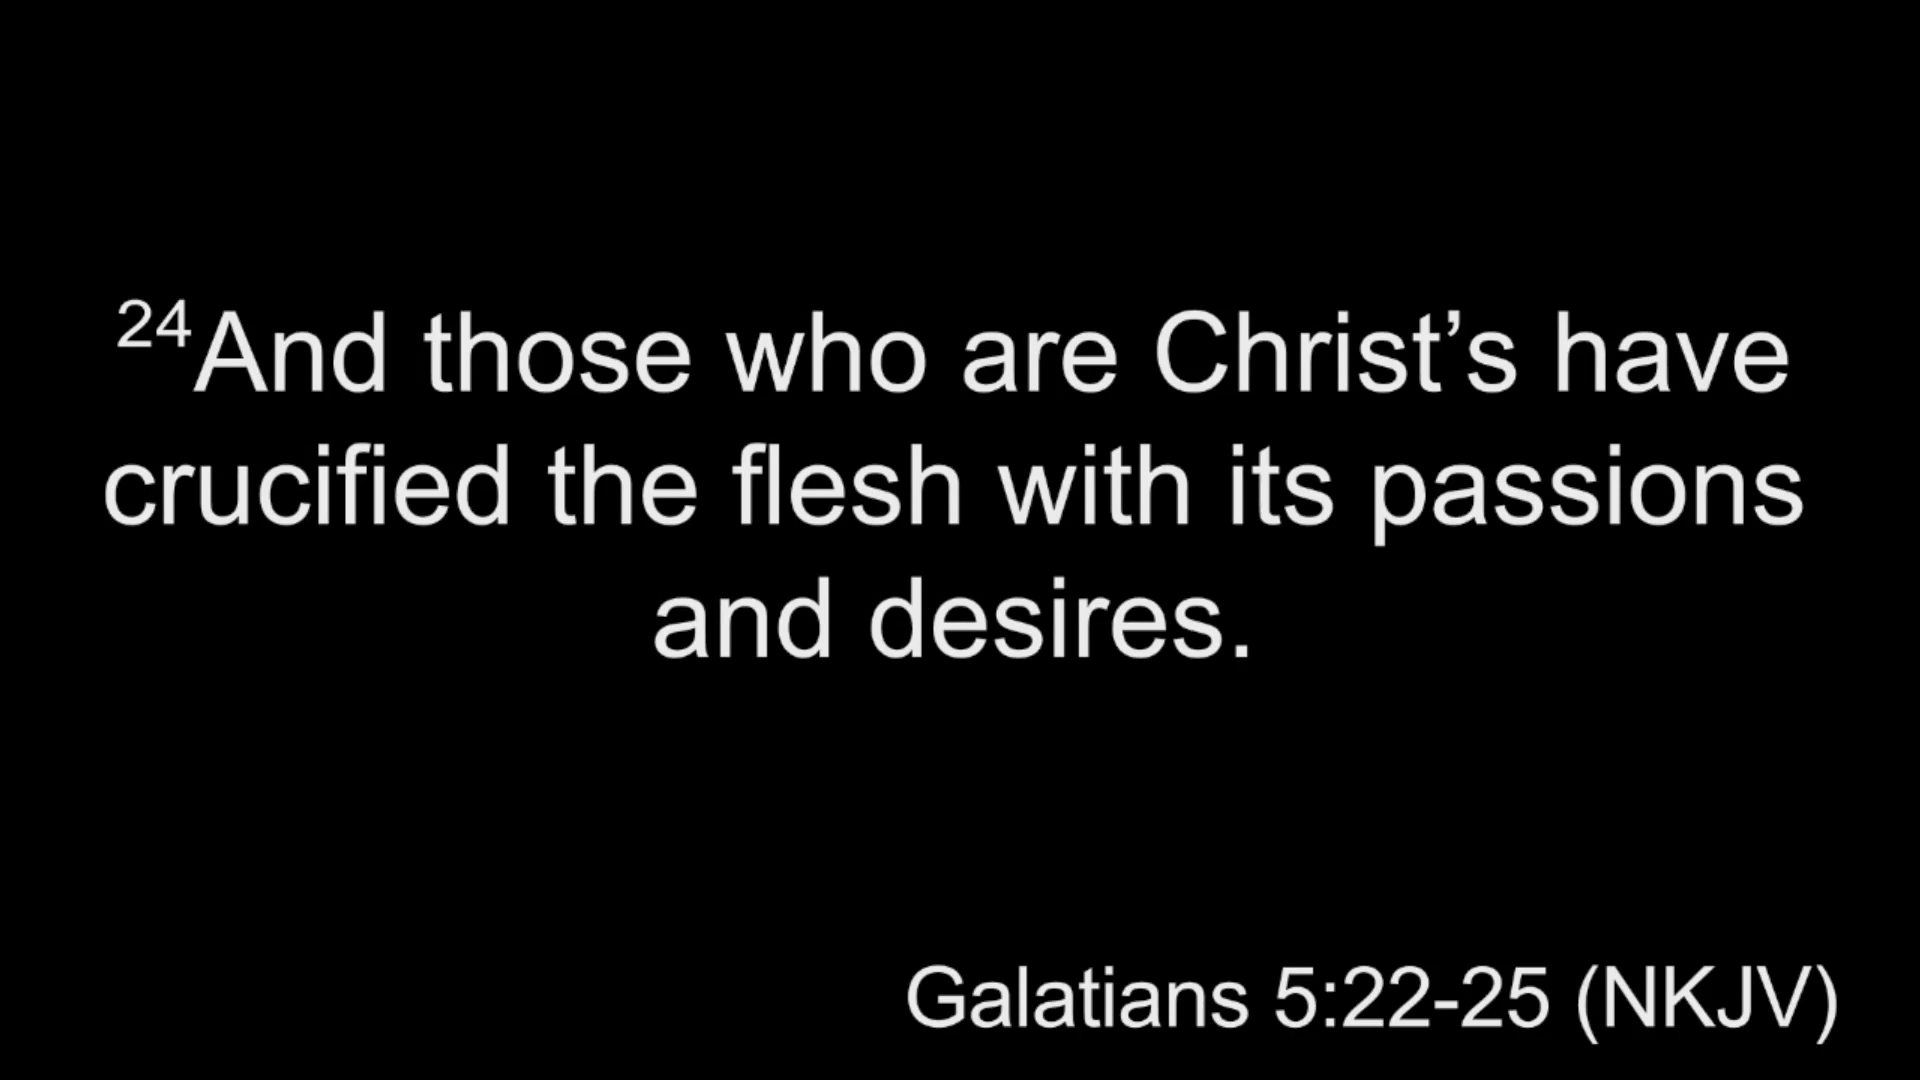 24And those who are Christ’s have
crucified the flesh with its passions
and desires.
Galatians 5:22-25 (NKJV)